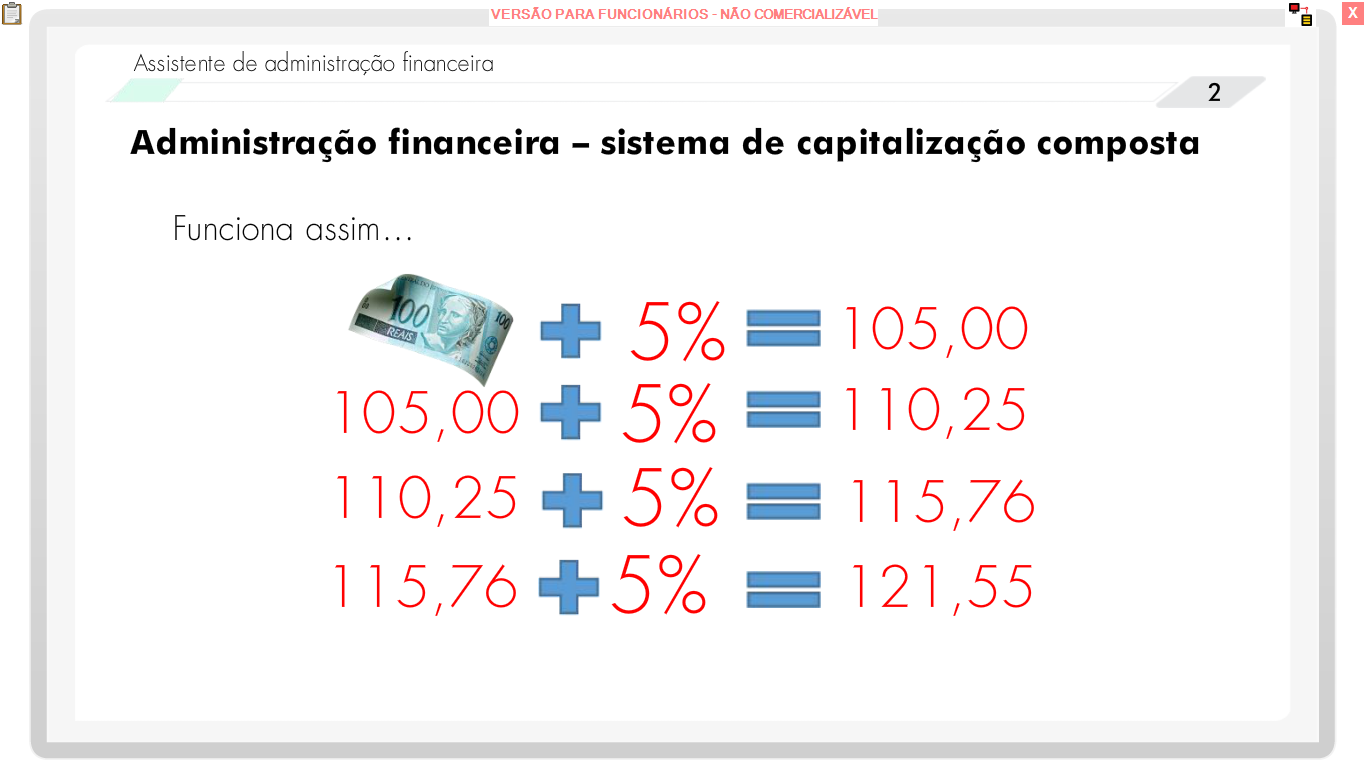 VERSÃO PARA FUNCIONÁRIOS - NÃO COMERCIALIZÁVEL
X
Assistente de administração financeira
2
Administração financeira – sistema de capitalização composta
Funciona assim...
100 REAIS 100
5% 105,00
105,00 5% 110,25
110,25 5% 115,76
115,76 5% 121,55